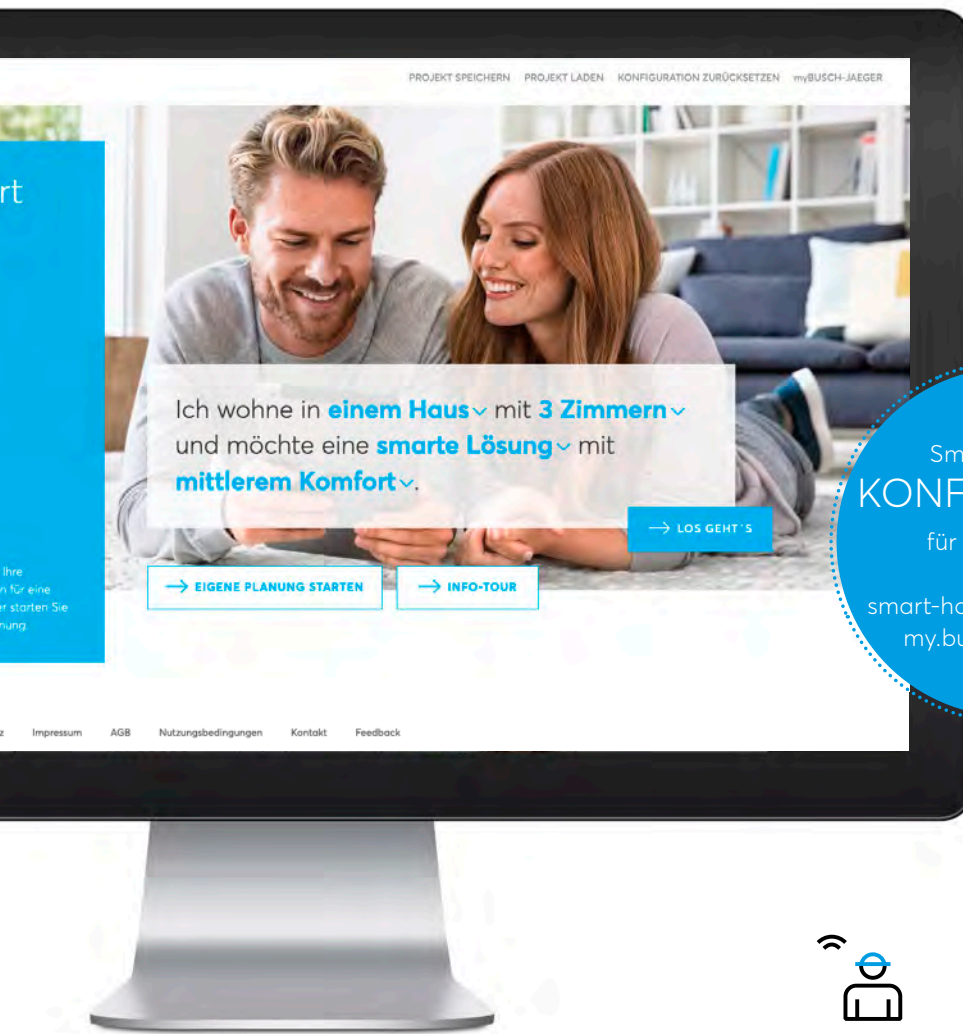 PROJEKT SPEICHERN PROJEKT LADEN KONFIGURATION ZURÜCKSETZEN myBUSCH-JAEGER
rt
Ich wohne in einem Haus mit 3 Zimmern
und möchte eine smarte Lösung mit
mittlerem Komfort.
→ LOS GEHT´S
→ EIGENE PLANUNG STARTEN → INFO-TOUR
Ihre
n für eine
er starten Sie
nung
z Impressum AGB Nutzungsbedingungen Kontakt Feedback
Sm
KONF
für
smart-ho
my.bu